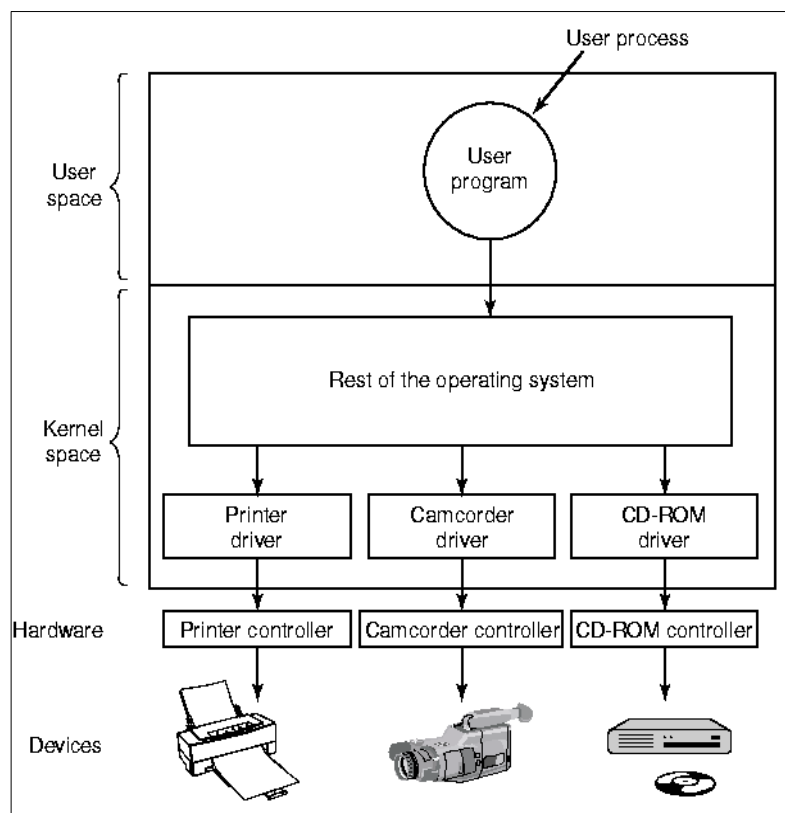 User process
User
program
User
space
Rest of the operating system
Kernel
space
Printer
driver
Camcorder
driver
CD-ROM
driver
Hardware
Printer controller
Camcorder controller
CD-ROM controller
Devices